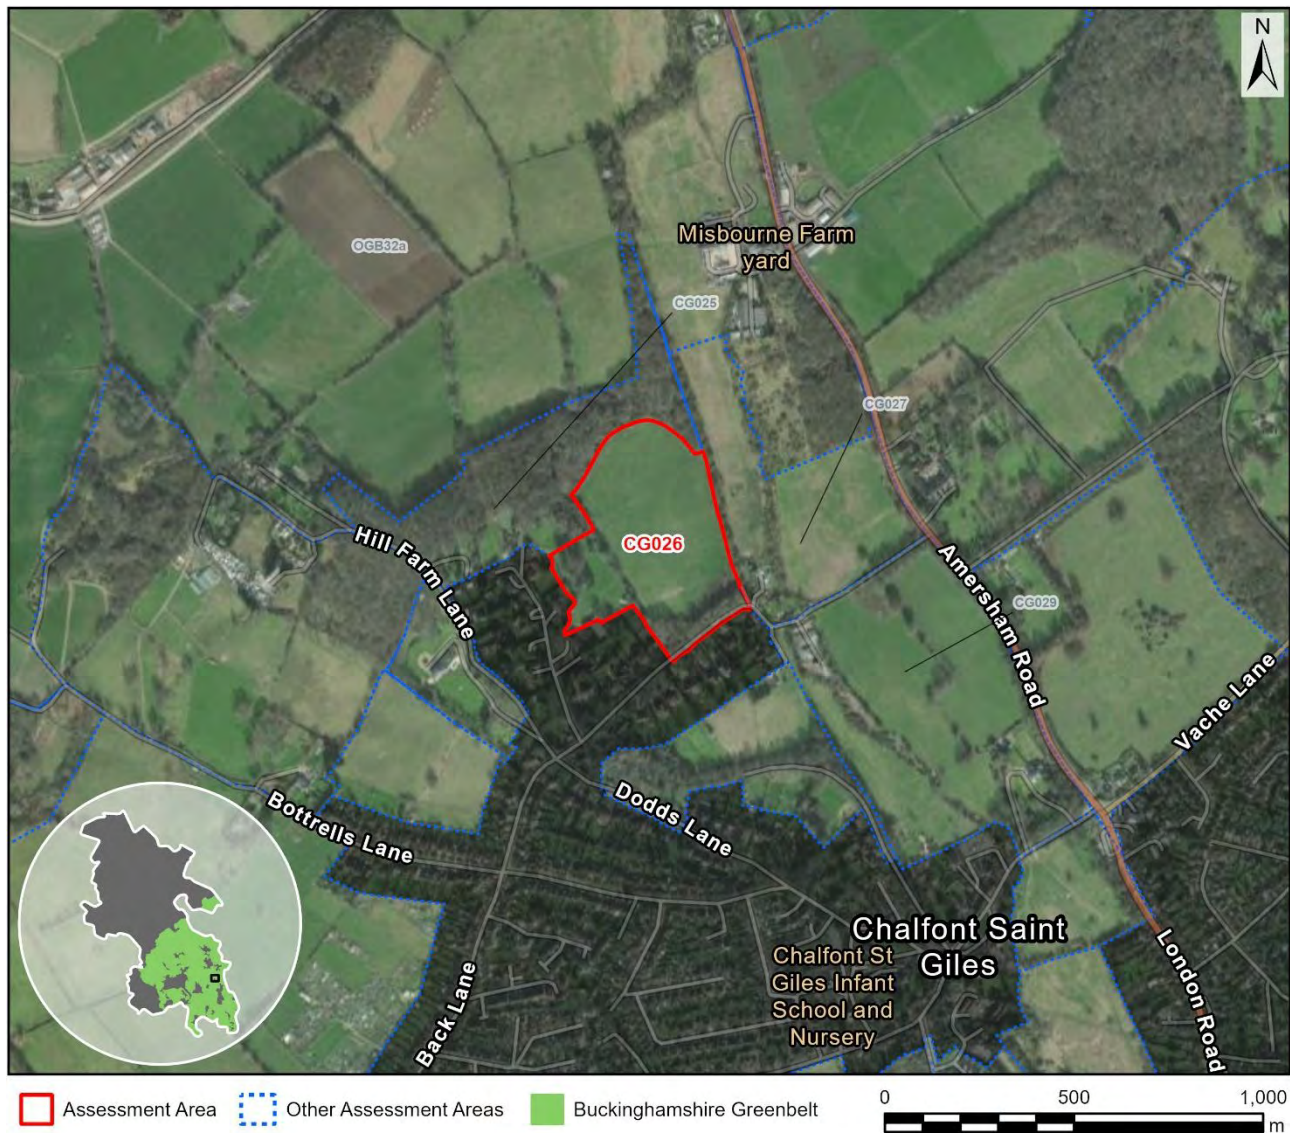 N
Misbourne Farm
yard
OGB32a
CG025
CG027
CG026
Hill Farm Lane
Amersham Road
CG029
Vache Lane
Dodds Lane
Bottrells Lane
Chalfont Saint
Giles
Chalfont St
Giles Infant
School and
Nursery
Back Lane
London Road
Assessment Area
Other Assessment Areas
Buckinghamshire Greenbelt
0 500 1,000
m